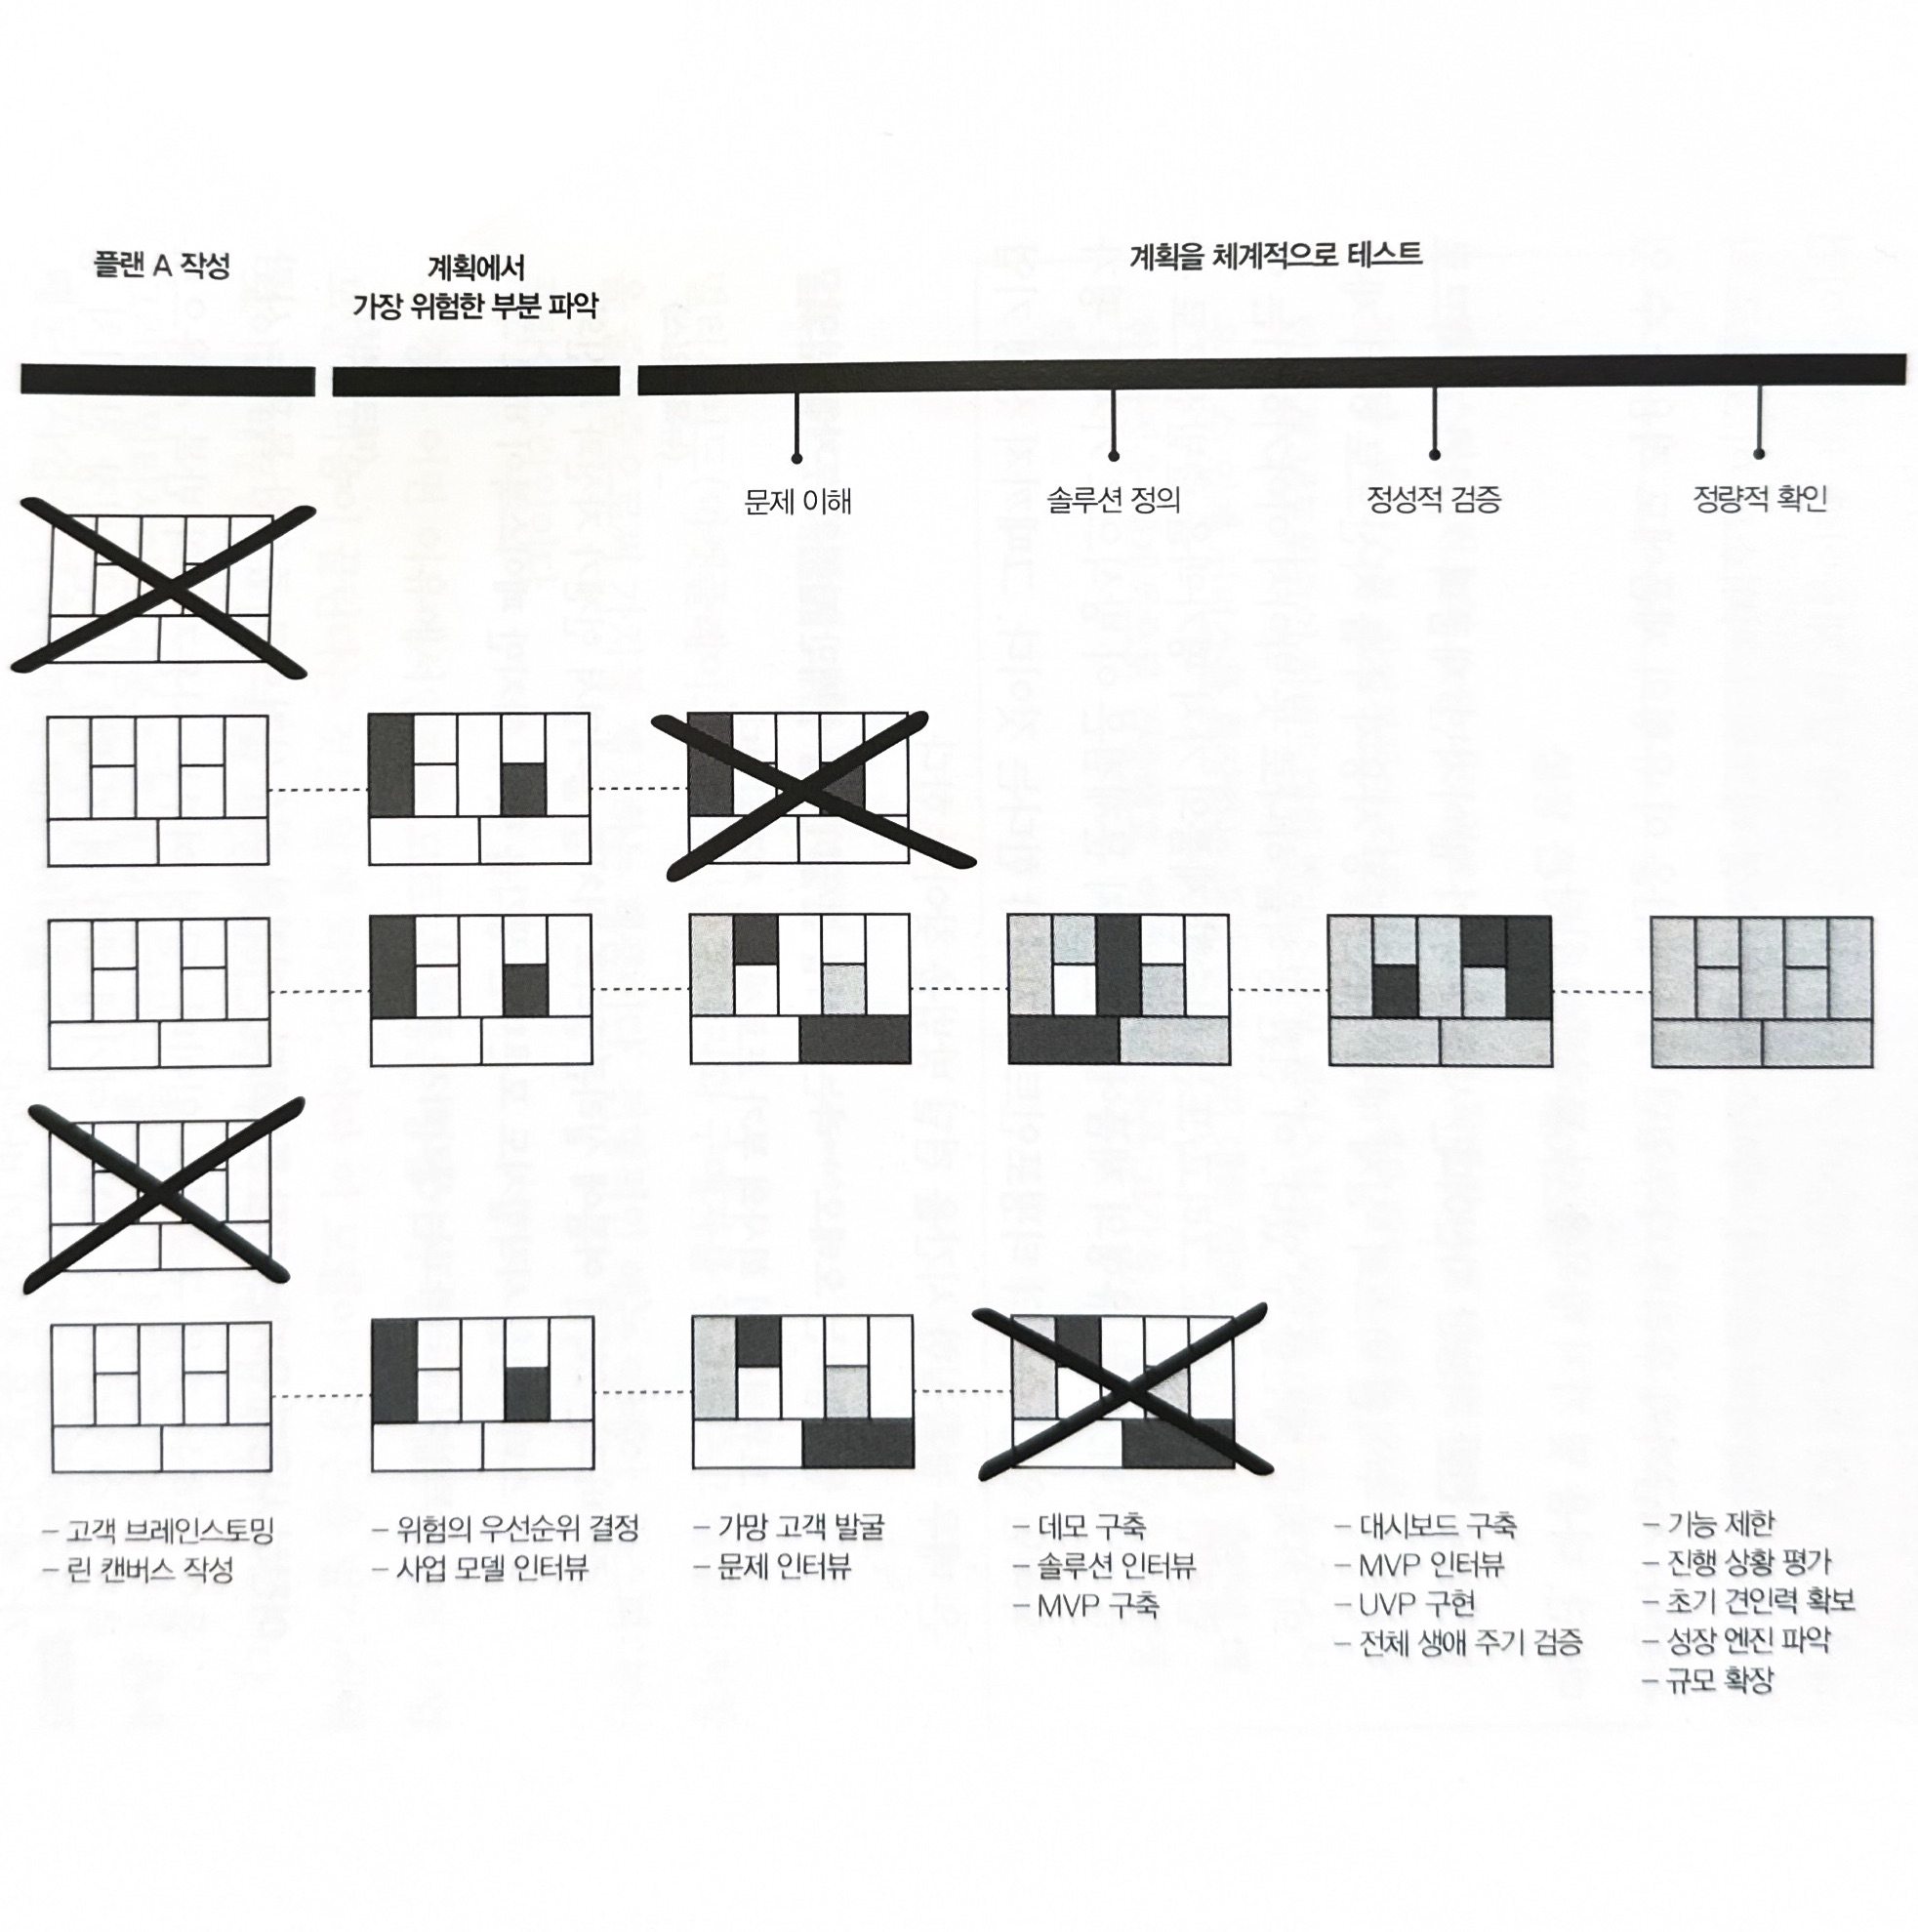 플랜 A 작성
계획에서
가장 위험한 부분 파악
계획을 체계적으로 테스트
문제 이해
솔루션 정의
정성적 검증
정량적 확인
– 고객 브레인스토밍
– 린 캔버스 작성
– 위험의 우선순위 결정
– 사업 모델 인터뷰
– 가망 고객 발굴
– 문제 인터뷰
– 데모 구축
– 솔루션 인터뷰
– MVP 구축
– 대시보드 구축
– MVP 인터뷰
– UVP 구현
– 전체 생애 주기 검증
– 기능 제한
– 진행 상황 평가
– 초기 견인력 확보
– 성장 엔진 파악
– 규모 확장